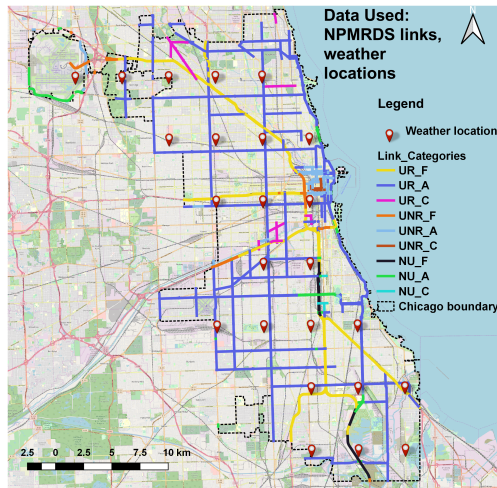 Data Used:
NPMRDS links,
weather
locations
N
Legend
Weather location
Link_Categories
UR_F
UR_A
UR_C
UNR_F
UNR_A
UNR_C
NU_F
NU_A
NU_C
Chicago boundary
2.5 0 2.5 5 7.5 10 km